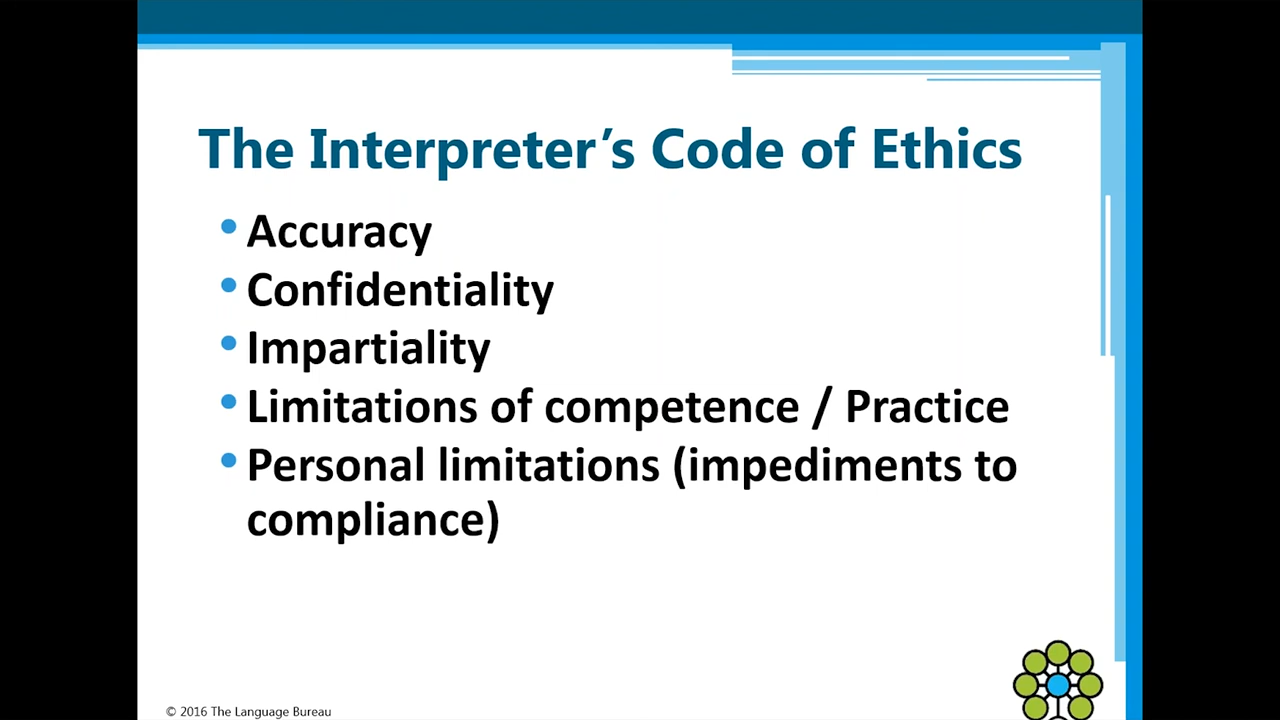 The Interpreter’s Code of Ethics
• Accuracy
• Confidentiality
• Impartiality
• Limitations of competence / Practice
• Personal limitations (impediments to
compliance)
© 2016 The Language Bureau